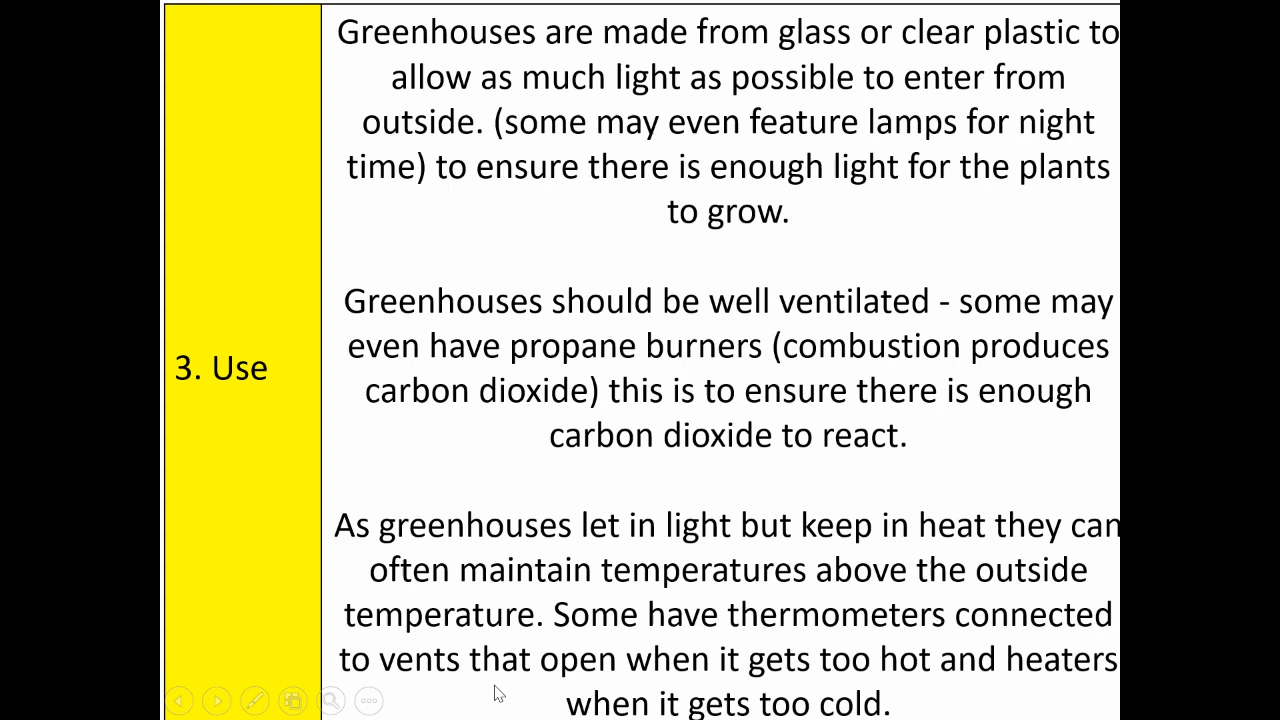 Greenhouses are made from glass or clear plastic to
allow as much light as possible to enter from
outside. (some may even feature lamps for night
time) to ensure there is enough light for the plants
to grow.
Greenhouses should be well ventilated - some may
even have propane burners (combustion produces
carbon dioxide) this is to ensure there is enough
carbon dioxide to react.
3. Use
As greenhouses let in light but keep in heat they can
often maintain temperatures above the outside
temperature. Some have thermometers connected
to vents that open when it gets too hot and heaters
when it gets too cold.